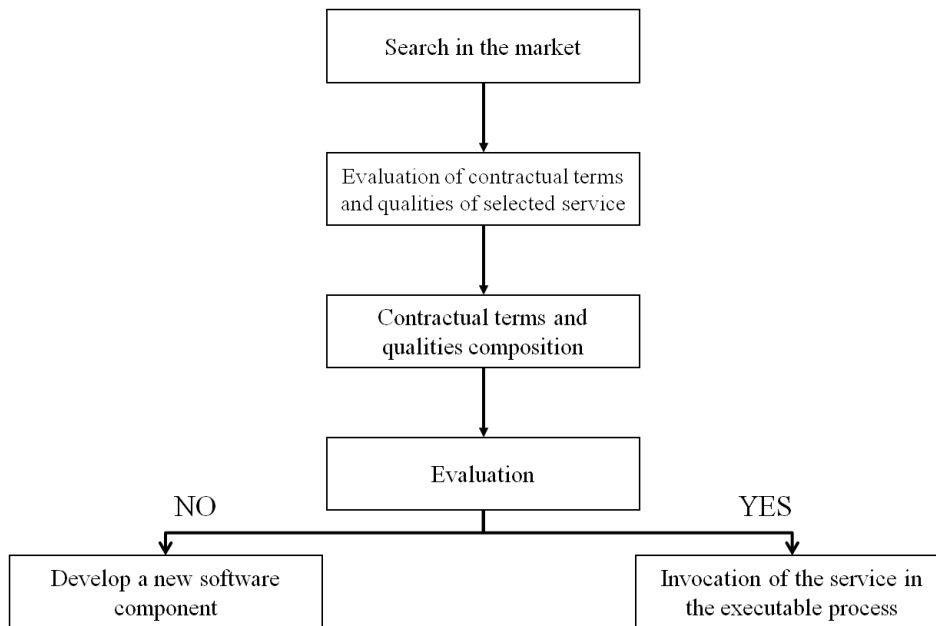 Search in the market
Evaluation of contractual terms
and qualities of selected service
Contractual terms and
qualities composition
Evaluation
NO
YES
Develop a new software
component
Invocation of the service in
the executable process